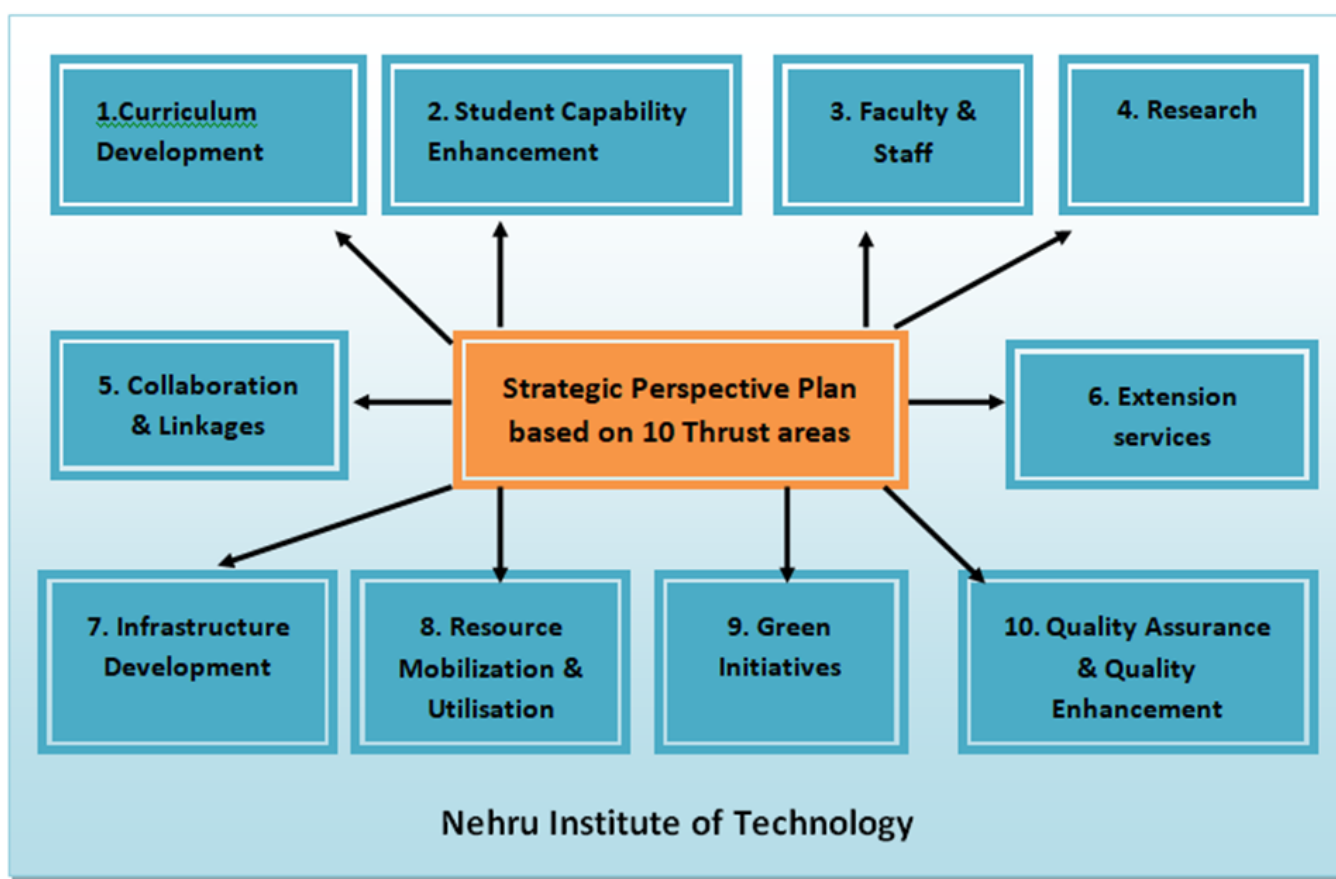 1.Curriculum
Development
2. Student Capability
Enhancement
3. Faculty &
Staff
4. Research
5. Collaboration
& Linkages
Strategic Perspective Plan
based on 10 Thrust areas
6. Extension
services
7. Infrastructure
Development
8. Resource
Mobilization &
Utilisation
9. Green
Initiatives
10. Quality Assurance
& Quality
Enhancement
Nehru Institute of Technology